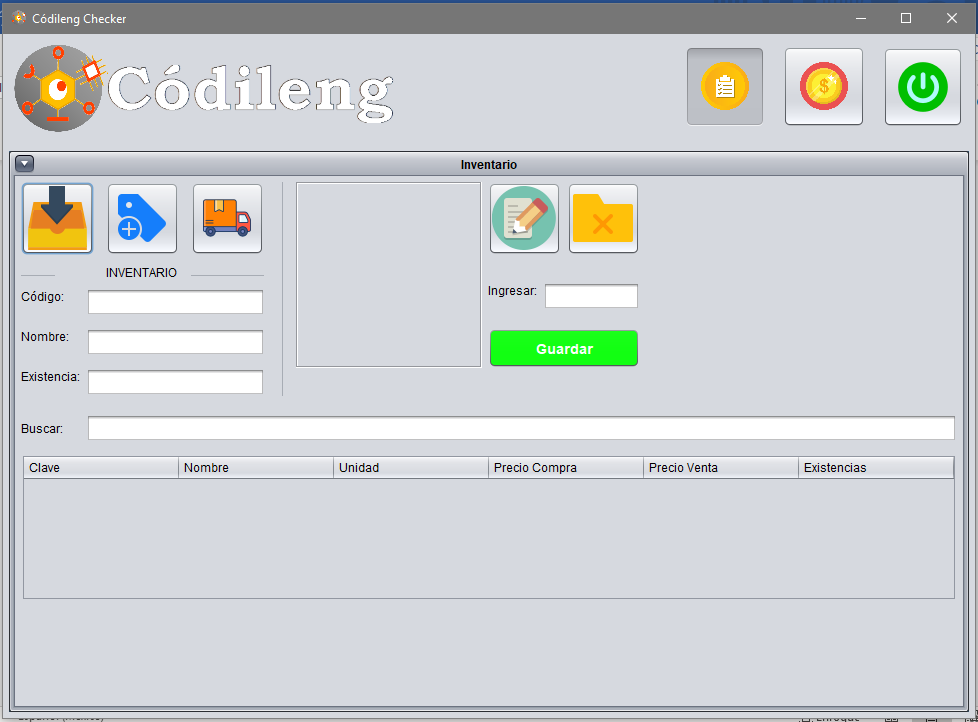 Códileng Checker
Códileng
$
Inventario
INVENTARIO
Código:
Nombre:
Existencia:
Ingresar:
Guardar
Buscar:
Clave Nombre Unidad Precio Compra Precio Venta Existencias